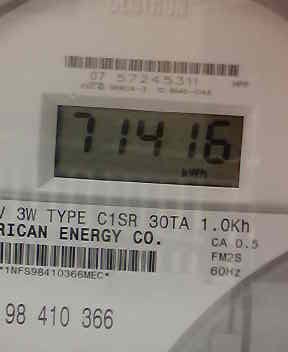 CENTRON
07 57245311
71416
kWh
V 3W TYPE C1SR 30TA 1.0Kh
RICAN ENERGY CO.
CA 0.5
FM2S
60Hz
*1NFS98410366MEC*
98 410 366